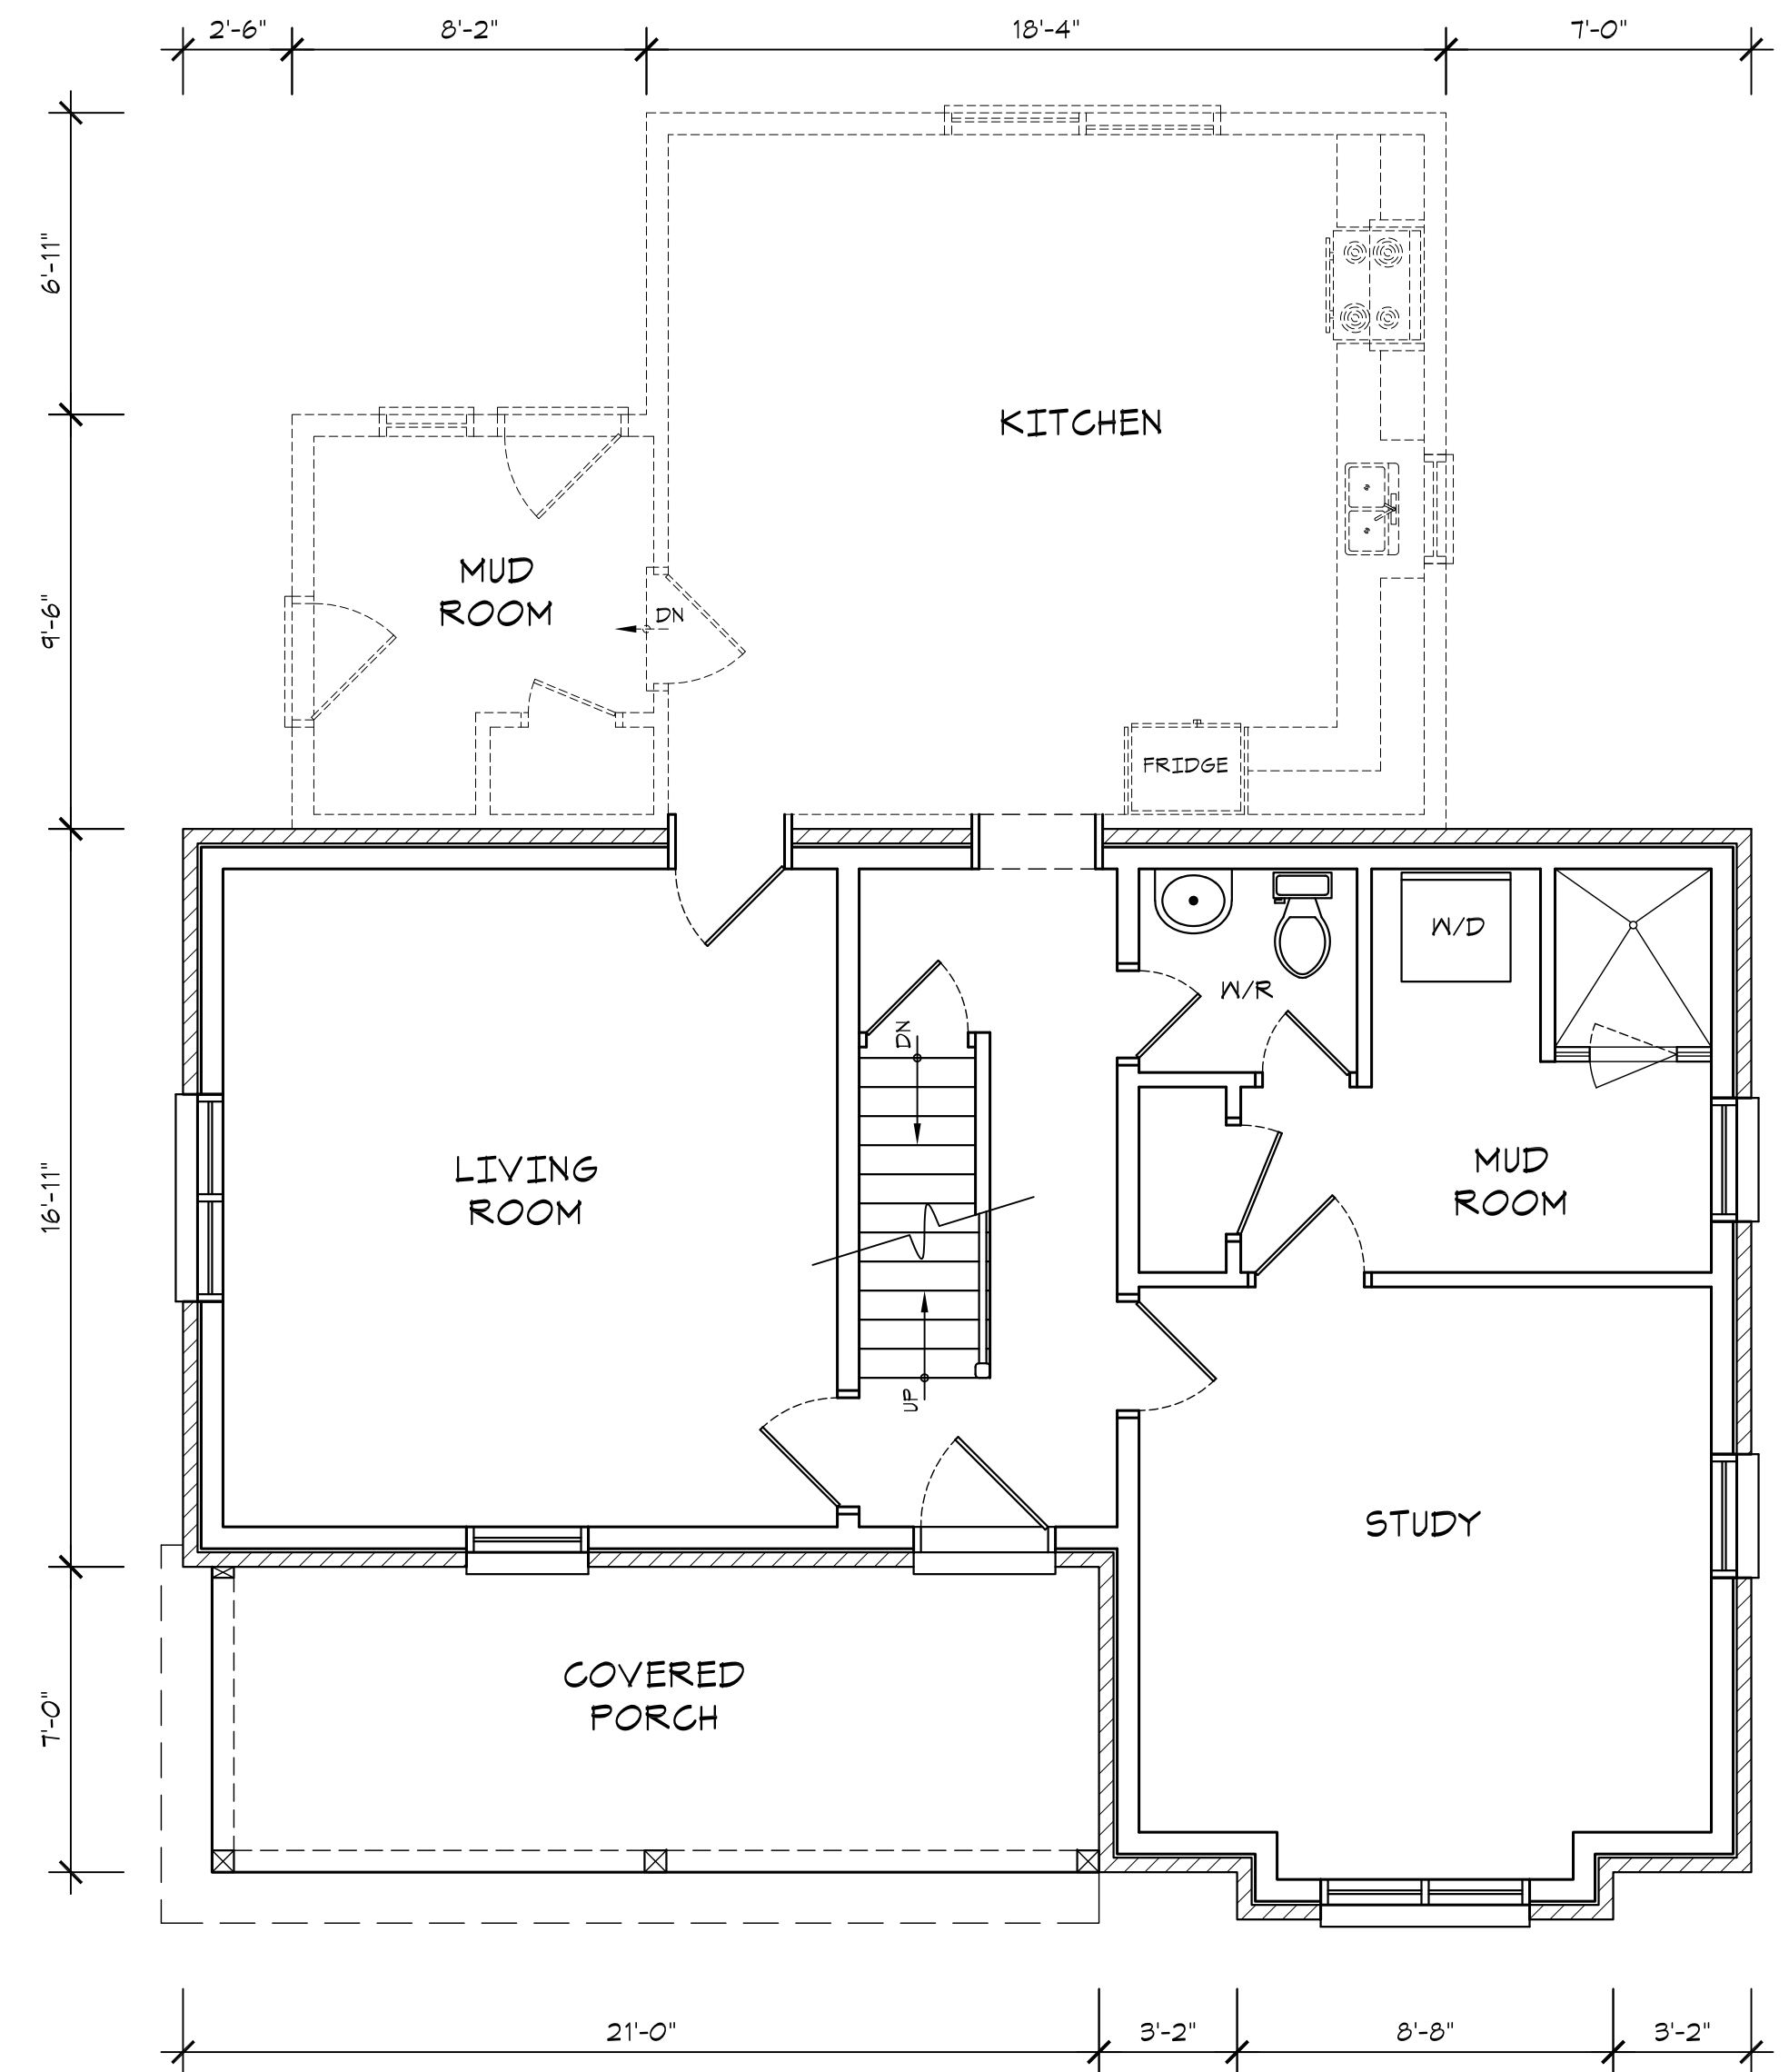 2'-6"
8'-2"
18'-4"
7'-0"
6'-11"
KITCHEN
MUD
ROOM
DN
9'-6"
FRIDGE
W/D
W/R
DN
LIVING
ROOM
16'-11"
MUD
ROOM
UP
STUDY
COVERED
PORCH
7'-0"
21'-0"
3'-2"
8'-8"
3'-2"